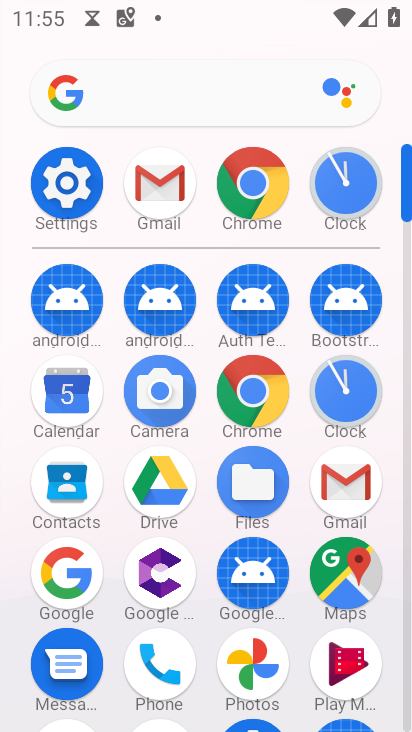 11:55
Settings Gmail Chrome Clock
android... android... Auth Te... Bootstr...
5
Calendar Camera Chrome Clock
Contacts Drive Files Gmail
Google Google ... Google... Maps
Messa... Phone Photos Play M...